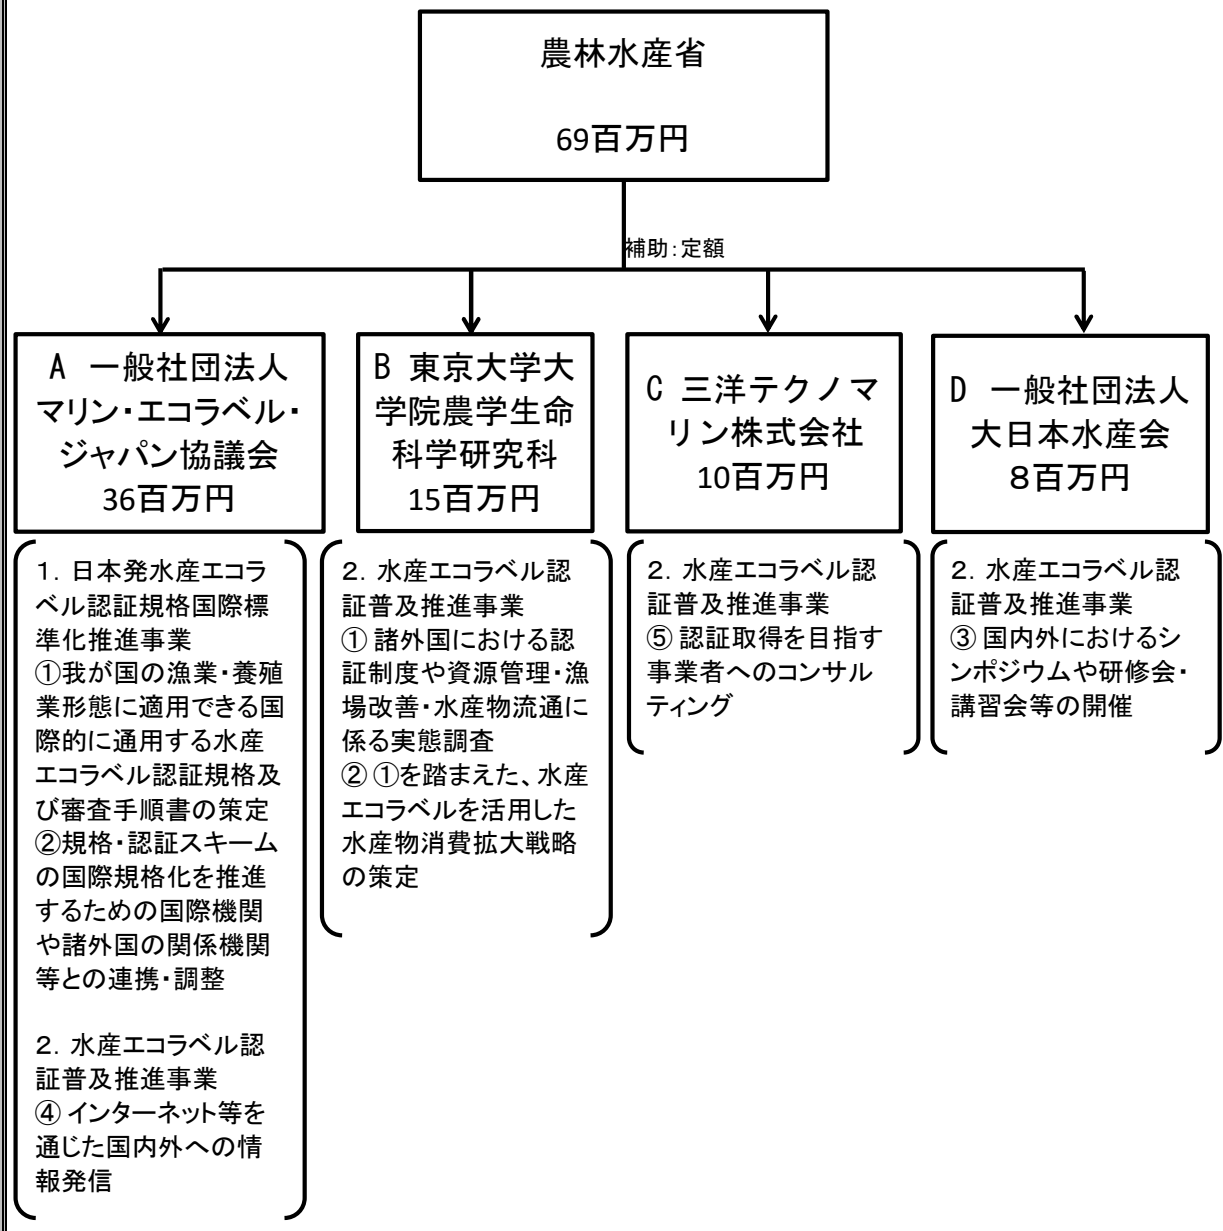 農林水産省
69百万円
補助：定額
A 一般社団法人
マリン・エコラベル・
ジャパン協議会
36百万円
B 東京大学大
学院農学生命
科学研究科
15百万円
C 三洋テクノマ
リン株式会社
10百万円
D 一般社団法人
大日本水産会
８百万円
1．日本発水産エコラ
ベル認証規格国際標
準化推進事業
①我が国の漁業・養殖
業形態に適用できる国
際的に通用する水産
エコラベル認証規格及
び審査手順書の策定
②規格・認証スキーム
の国際規格化を推進
するための国際機関
や諸外国の関係機関
等との連携・調整
２．水産エコラベル認
証普及推進事業
④ インターネット等を
通じた国内外への情
報発信
２．水産エコラベル認
証普及推進事業
① 諸外国における認
証制度や資源管理・漁
場改善・水産物流通に
係る実態調査
② ①を踏まえた、水産
エコラベルを活用した
水産物消費拡大戦略
の策定
２．水産エコラベル認
証普及推進事業
⑤ 認証取得を目指す
事業者へのコンサル
ティング
２．水産エコラベル認
証普及推進事業
③ 国内外におけるシ
ンポジウムや研修会・
講習会等の開催